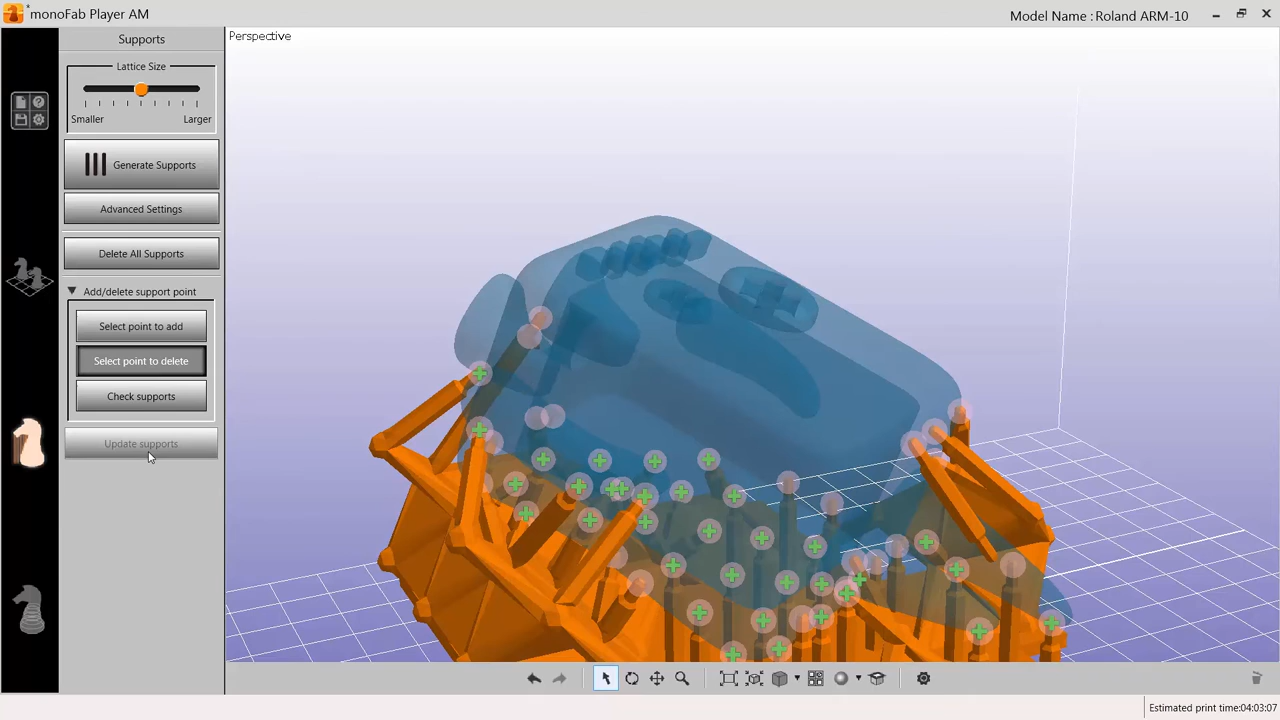 *monoFab Player AM
Model Name : Roland ARM-10
Supports
Perspective
Lattice Size
Smaller
Larger
Generate Supports
Advanced Settings
Delete All Supports
Add/delete support point
Select point to add
Select point to delete
Check supports
Update supports
Estimated print time:04:03:07